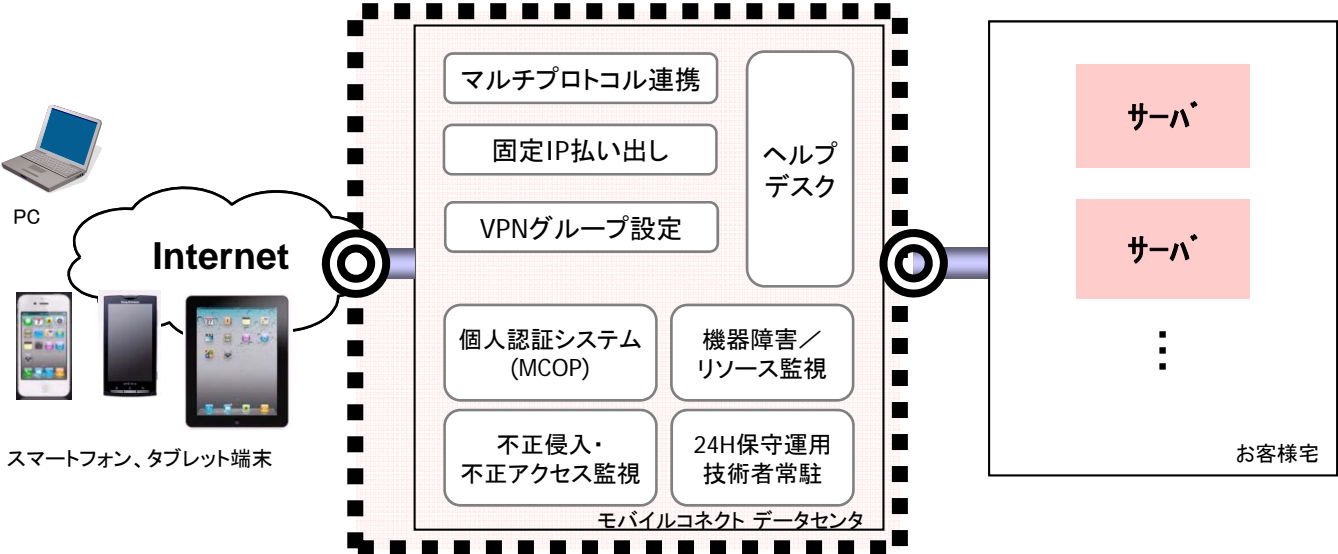 PC
Internet
スマートフォン、タブレット端末
マルチプロトコル連携
固定IP払い出し
VPNグループ設定
ヘルプ
デスク
個人認証システム
(MCOP)
機器障害／
リソース監視
不正侵入・
不正アクセス監視
24H保守運用
技術者常駐
モバイルコネクト データセンタ
サーバ
サーバ
お客様宅